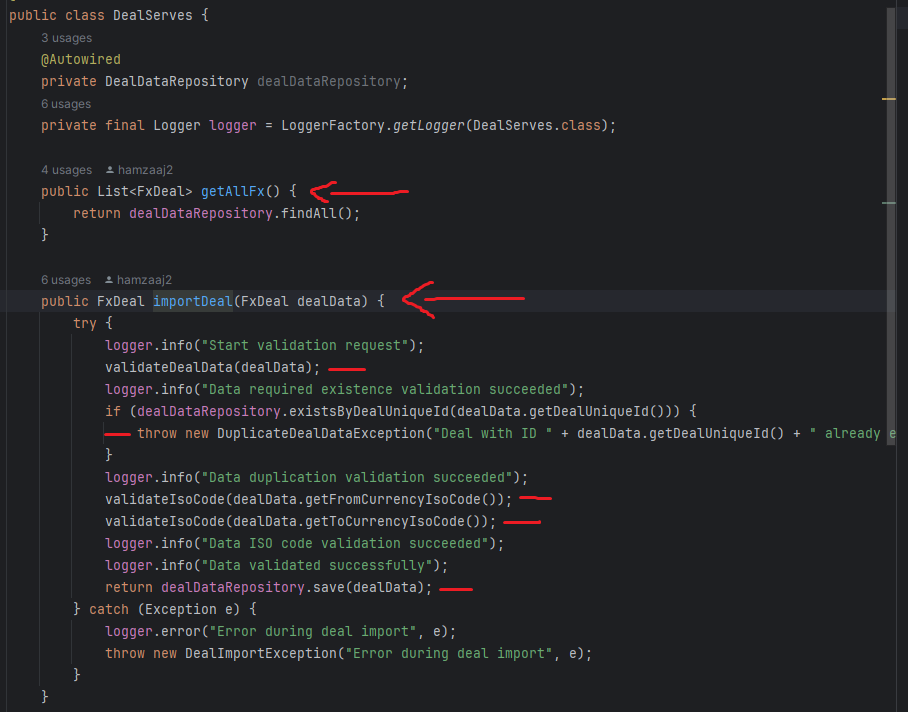 public class DealServes {
3 usages
@Autowired
private DealDataRepository dealDataRepository;
6 usages
private final Logger logger = LoggerFactory.getLogger(DealServes.class);
4 usages hamzaaj2
public List<FxDeal> getAllFx() {
return dealDataRepository.findAll();
}
6 usages hamzaaj2
public FxDeal importDeal(FxDeal dealData) {
try {
logger.info("Start validation request");
validateDealData(dealData);
logger.info("Data required existence validation succeeded");
if (dealDataRepository.existsByDealUniqueId(dealData.getDealUniqueId())) {
throw new DuplicateDealDataException("Deal with ID " + dealData.getDealUniqueId() + " already e
}
logger.info("Data duplication validation succeeded");
validateIsoCode(dealData.getFromCurrencyIsoCode());
validateIsoCode(dealData.getToCurrencyIsoCode());
logger.info("Data ISO code validation succeeded");
logger.info("Data validated successfully");
return dealDataRepository.save(dealData);
} catch (Exception e) {
logger.error("Error during deal import", e);
throw new DealImportException("Error during deal import", e);
}
}